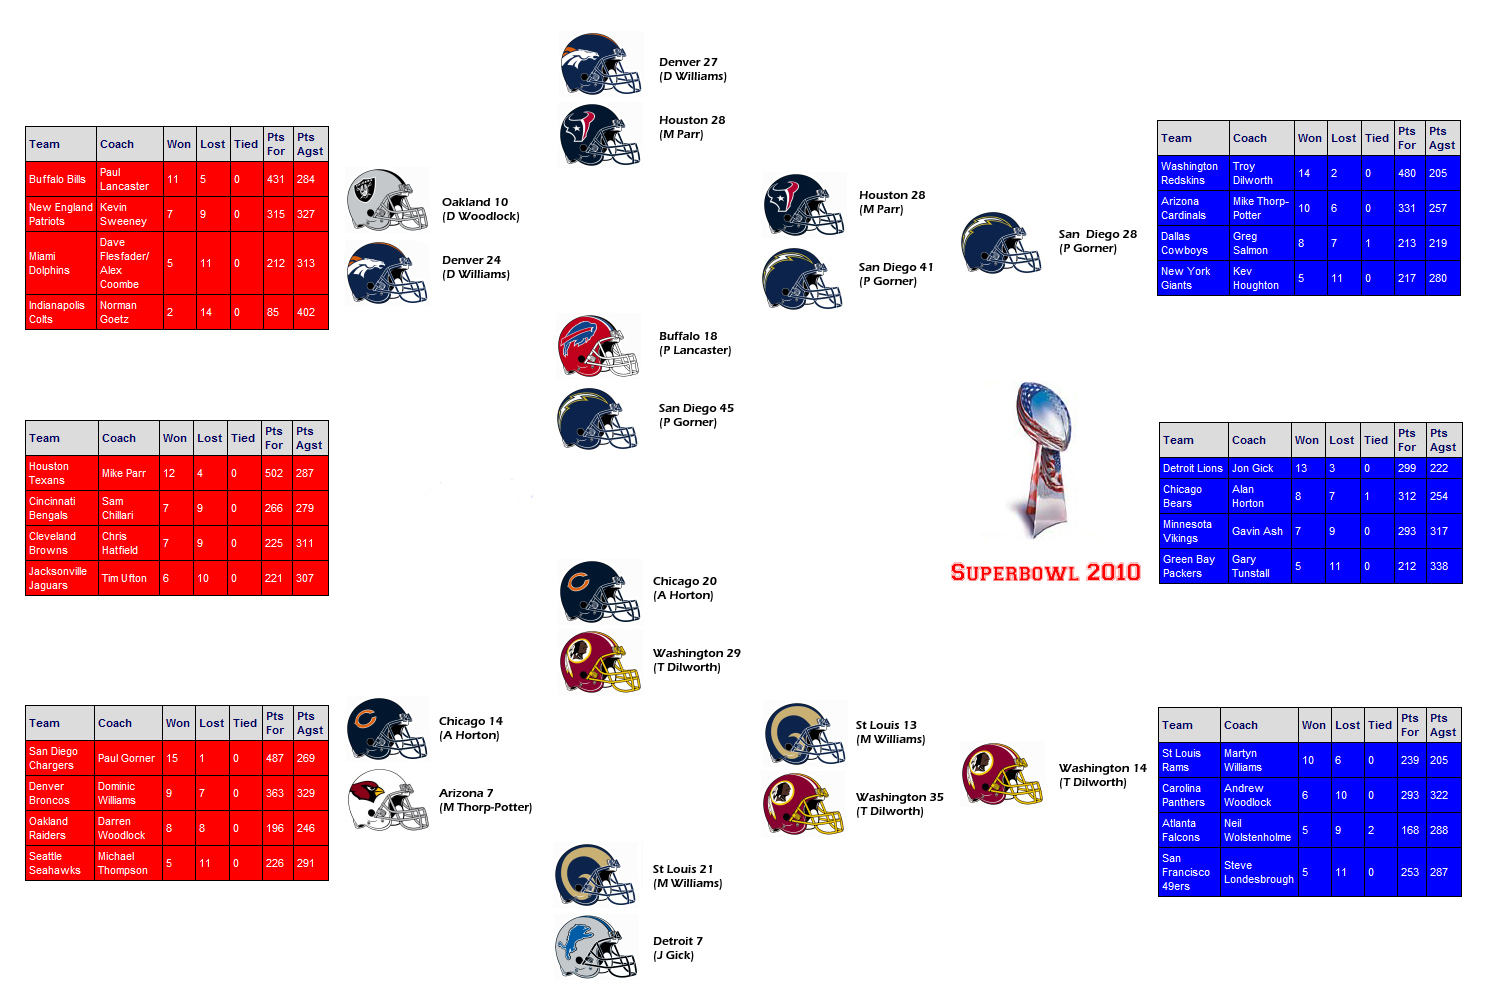 Denver 27
(D Williams)
Houston 28
(M Parr)
Team Coach Won Lost Tied Pts For Pts Agst
Buffalo Bills Paul Lancaster 11 5 0 431 284
New England Patriots Kevin Sweeney 7 9 0 315 327
Miami Dolphins Dave Flesfader/ Alex Coombe 5 11 0 212 313
Indianapolis Colts Norman Goetz 2 14 0 85 402
Oakland 10
(D Woodlock)
Denver 24
(D Williams)
Houston 28
(M Parr)
San Diego 41
(P Gorner)
San Diego 28
(P Gorner)
Team Coach Won Lost Tied Pts For Pts Agst
Washington Redskins Troy Dilworth 14 2 0 480 205
Arizona Cardinals Mike Thorp-Potter 10 6 0 331 257
Dallas Cowboys Greg Salmon 8 7 1 213 219
New York Giants Kev Houghton 5 11 0 217 280
Buffalo 18
(P Lancaster)
San Diego 45
(P Gorner)
Team Coach Won Lost Tied Pts For Pts Agst
Houston Texans Mike Parr 12 4 0 502 287
Cincinnati Bengals Sam Chillari 7 9 0 266 279
Cleveland Browns Chris Hatfield 7 9 0 225 311
Jacksonville Jaguars Tim Ufton 6 10 0 221 307
Superbowl 2010
Team Coach Won Lost Tied Pts For Pts Agst
Detroit Lions Jon Gick 13 3 0 299 222
Chicago Bears Alan Horton 8 7 1 312 254
Minnesota Vikings Gavin Ash 7 9 0 293 317
Green Bay Packers Gary Tunstall 5 11 0 212 338
Chicago 20
(A Horton)
Washington 29
(T Dilworth)
Team Coach Won Lost Tied Pts For Pts Agst
San Diego Chargers Paul Gorner 15 1 0 487 269
Denver Broncos Dominic Williams 9 7 0 363 329
Oakland Raiders Darren Woodlock 8 8 0 196 246
Seattle Seahawks Michael Thompson 5 11 0 226 291
Chicago 14
(A Horton)
Arizona 7
(M Thorp-Potter)
St Louis 13
(M Williams)
Washington 35
(T Dilworth)
Washington 14
(T Dilworth)
Team Coach Won Lost Tied Pts For Pts Agst
St Louis Rams Martyn Williams 10 6 0 239 205
Carolina Panthers Andrew Woodlock 6 10 0 293 322
Atlanta Falcons Neil Wolstenholme 5 9 2 168 288
San Francisco 49ers Steve Londesbrough 5 11 0 253 287
St Louis 21
(M Williams)
Detroit 7
(J Gick)